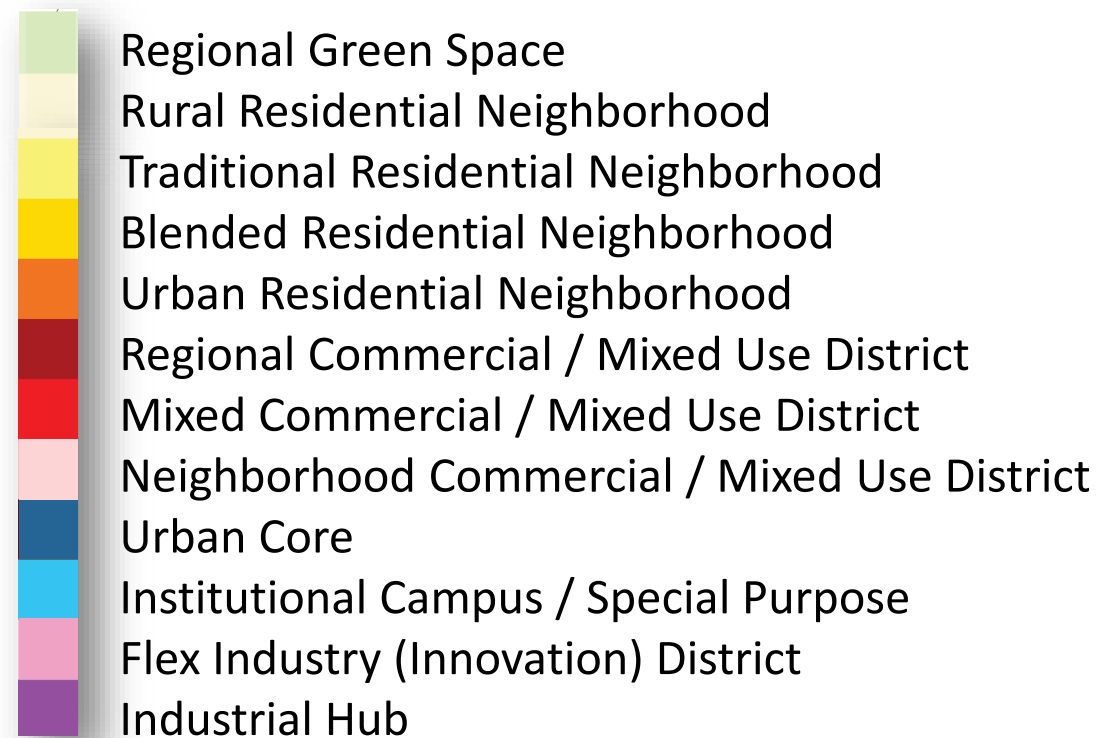 Regional Green Space
Rural Residential Neighborhood
Traditional Residential Neighborhood
Blended Residential Neighborhood
Urban Residential Neighborhood
Regional Commercial / Mixed Use District
Mixed Commercial / Mixed Use District
Neighborhood Commercial / Mixed Use District
Urban Core
Institutional Campus / Special Purpose
Flex Industry (Innovation) District
Industrial Hub